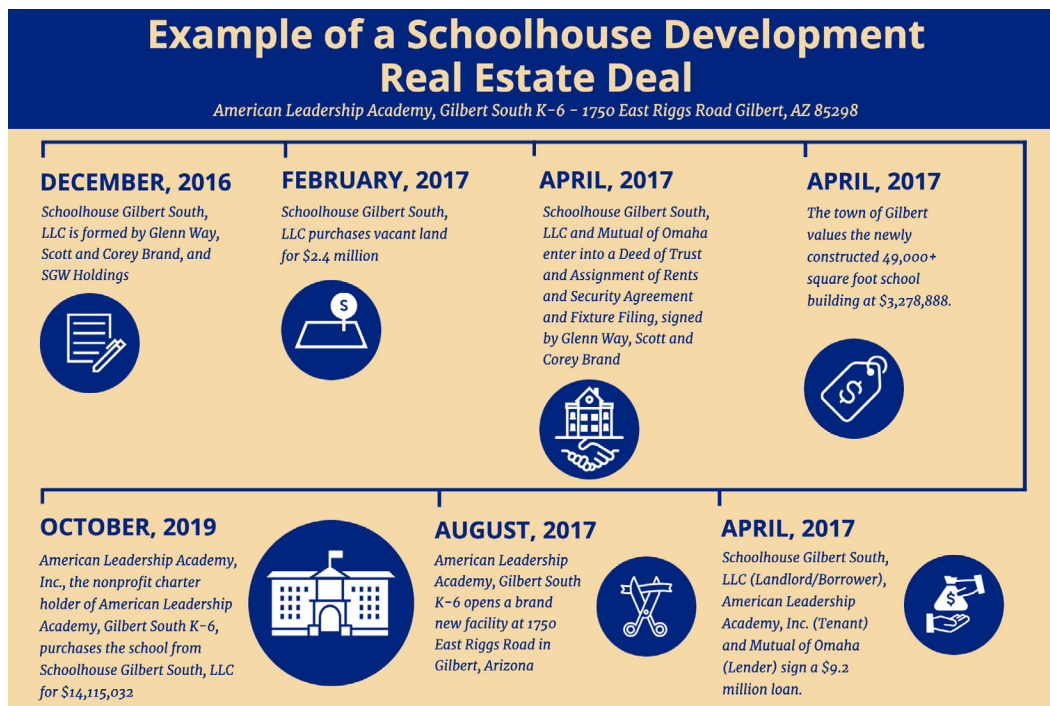 Example of a Schoolhouse Development
Real Estate Deal
American Leadership Academy, Gilbert South K-6 - 1750 East Riggs Road Gilbert, AZ 85298
DECEMBER, 2016
Schoolhouse Gilbert South,
LLC is formed by Glenn Way,
Scott and Corey Brand, and
SGW Holdings
FEBRUARY, 2017
Schoolhouse Gilbert South,
LLC purchases vacant land
for $2.4 million
$
APRIL, 2017
Schoolhouse Gilbert South,
LLC and Mutual of Omaha
enter into a Deed of Trust
and Assignment of Rents
and Security Agreement
and Fixture Filing, signed
by Glenn Way, Scott and
Corey Brand
APRIL, 2017
The town of Gilbert
values the newly
constructed 49,000+
square foot school
building at $3,278,888.
$
APRIL, 2017
Schoolhouse Gilbert South,
LLC (Landlord/Borrower),
American Leadership
Academy, Inc. (Tenant)
and Mutual of Omaha
(Lender) sign a $9.2
million loan.
$
AUGUST, 2017
American Leadership
Academy, Gilbert South
K-6 opens a brand
new facility at 1750
East Riggs Road in
Gilbert, Arizona
OCTOBER, 2019
American Leadership Academy,
Inc., the nonprofit charter
holder of American Leadership
Academy, Gilbert South K-6,
purchases the school from
Schoolhouse Gilbert South, LLC
for $14,115,032